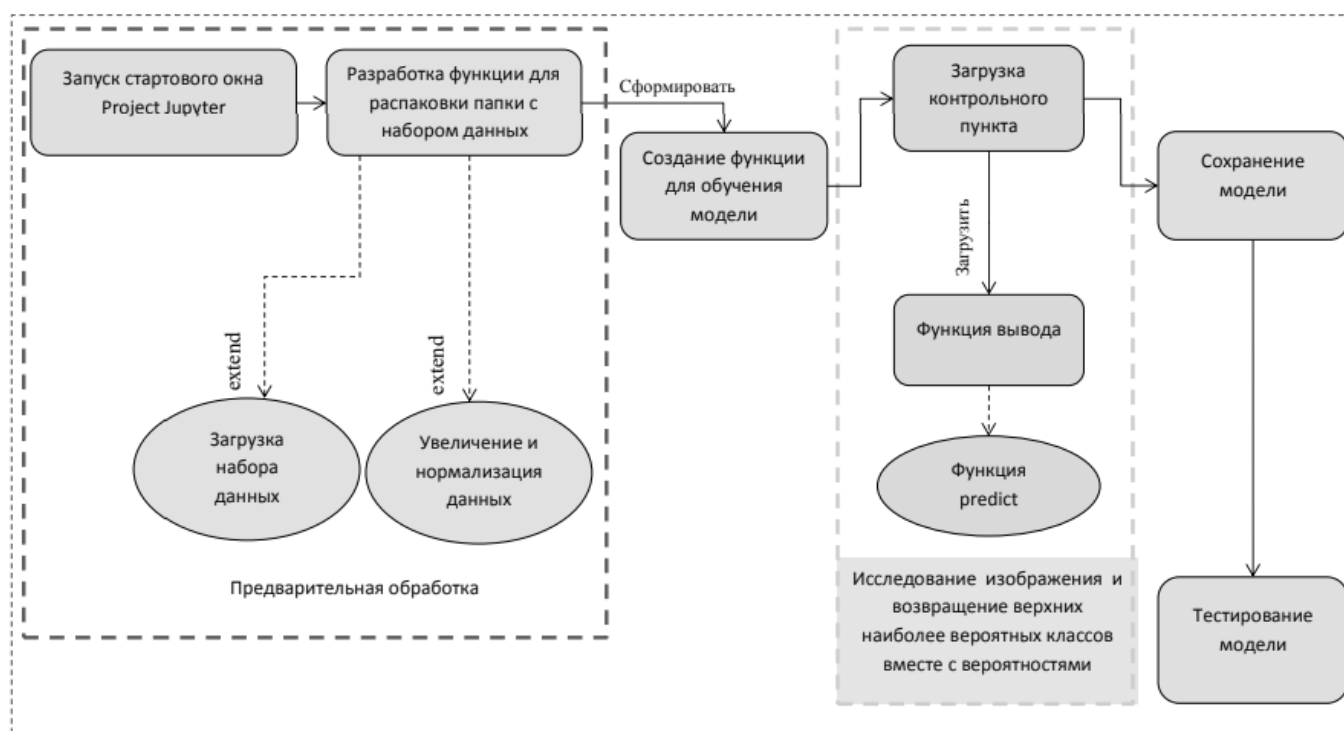 Запуск стартового окна
Project Jupyter
Разработка функции для
распаковки папки с
набором данных
Сформировать
Создание функции
для обучения
модели
Загрузка
контрольного
пункта
Сохранение
модели
Загрузить
Функция вывода
extend
extend
Загрузка
набора
данных
Увеличение и
нормализация
данных
Функция
predict
Предварительная обработка
Исследование изображения и
возвращение верхних
наиболее вероятных классов
вместе с вероятностями
Тестирование
модели